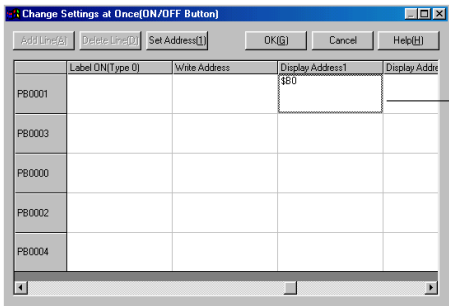 Change Settings at Once(ON/OFF Button)
Add Line(A) Delete Line(D) Set Address(1) OK(G) Cancel Help(H)
Label ON(Type 0) Write Address Display Address1 Display Addre
PB0001 $B0
PB0003
PB0000
PB0002
PB0004